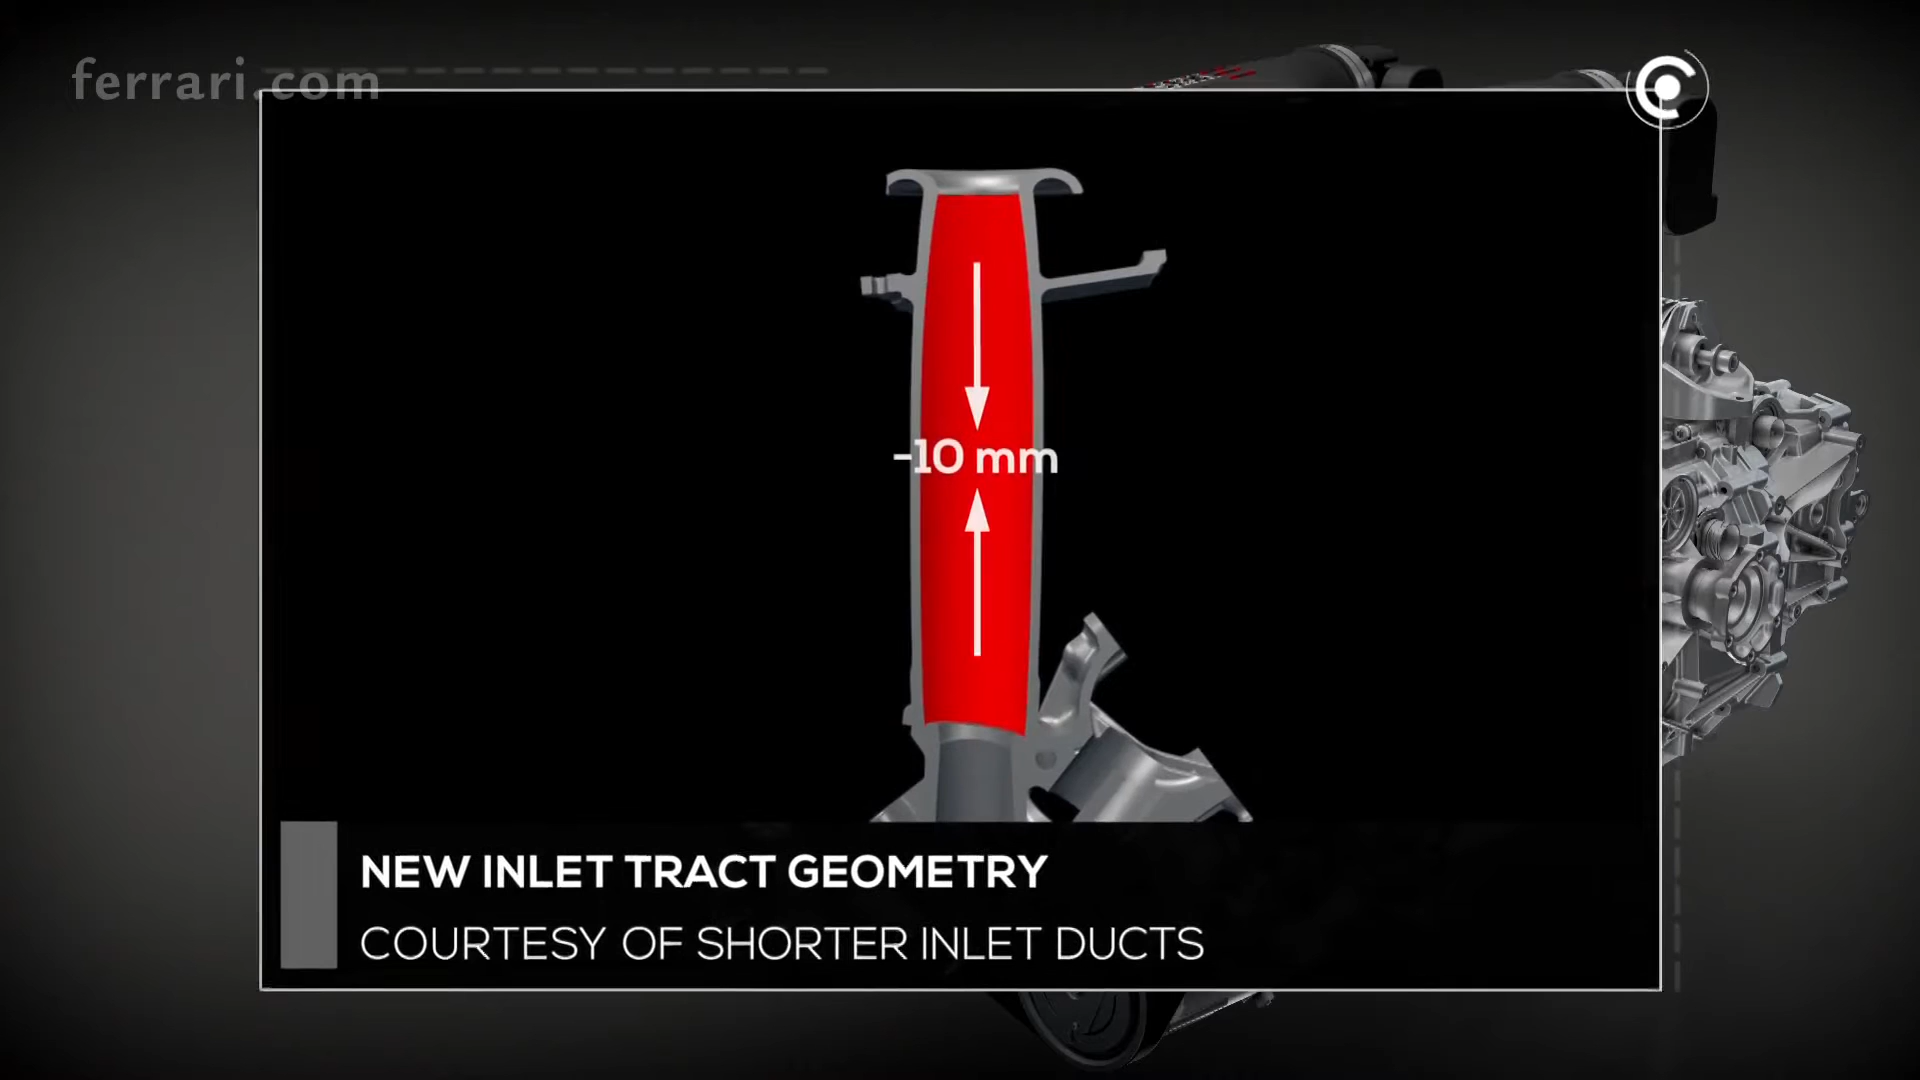 ferrari.com
-10 mm
NEW INLET TRACT GEOMETRY
COURTESY OF SHORTER INLET DUCTS